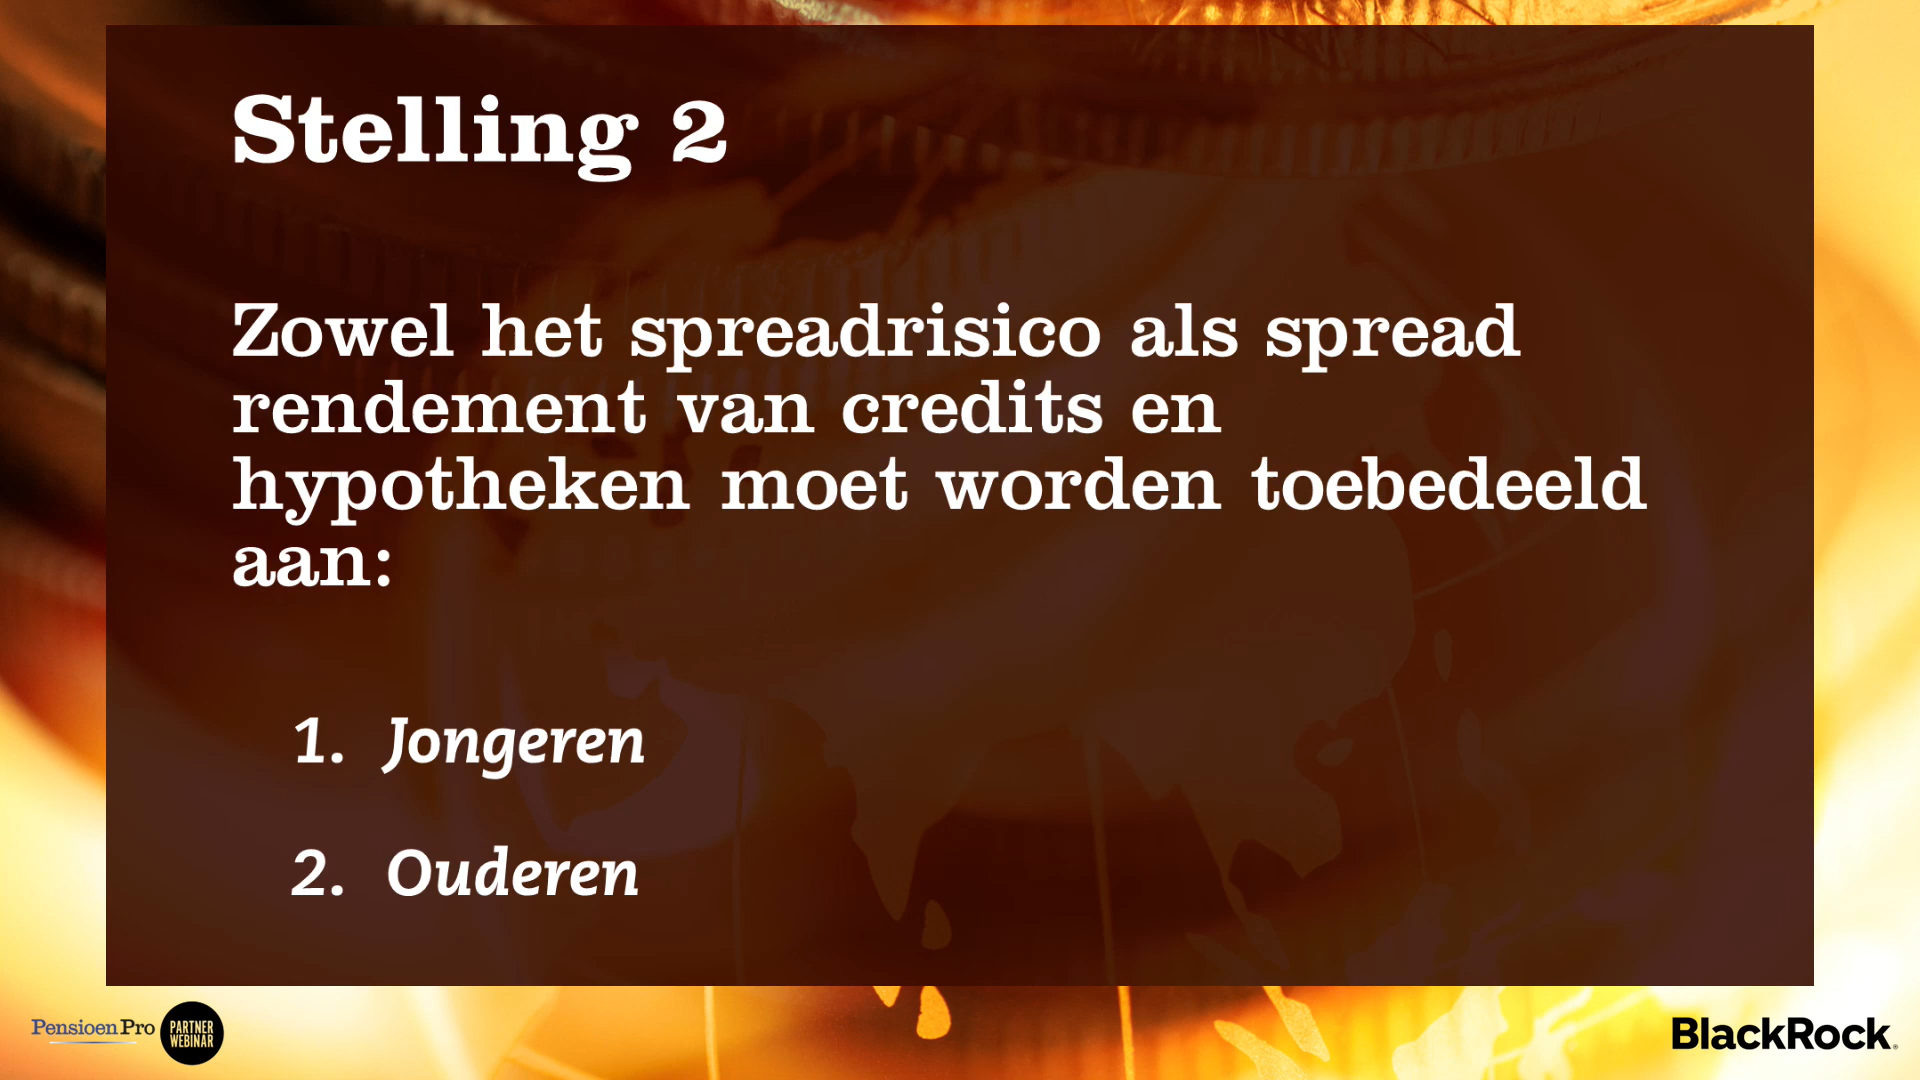 Stelling 2
Zowel het spreadrisico als spread
rendement van credits en
hypotheken moet worden toebedeeld
aan:
1. Jongeren
2. Ouderen
PensioenPro
PARTNER
WEBINAR
BlackRock®